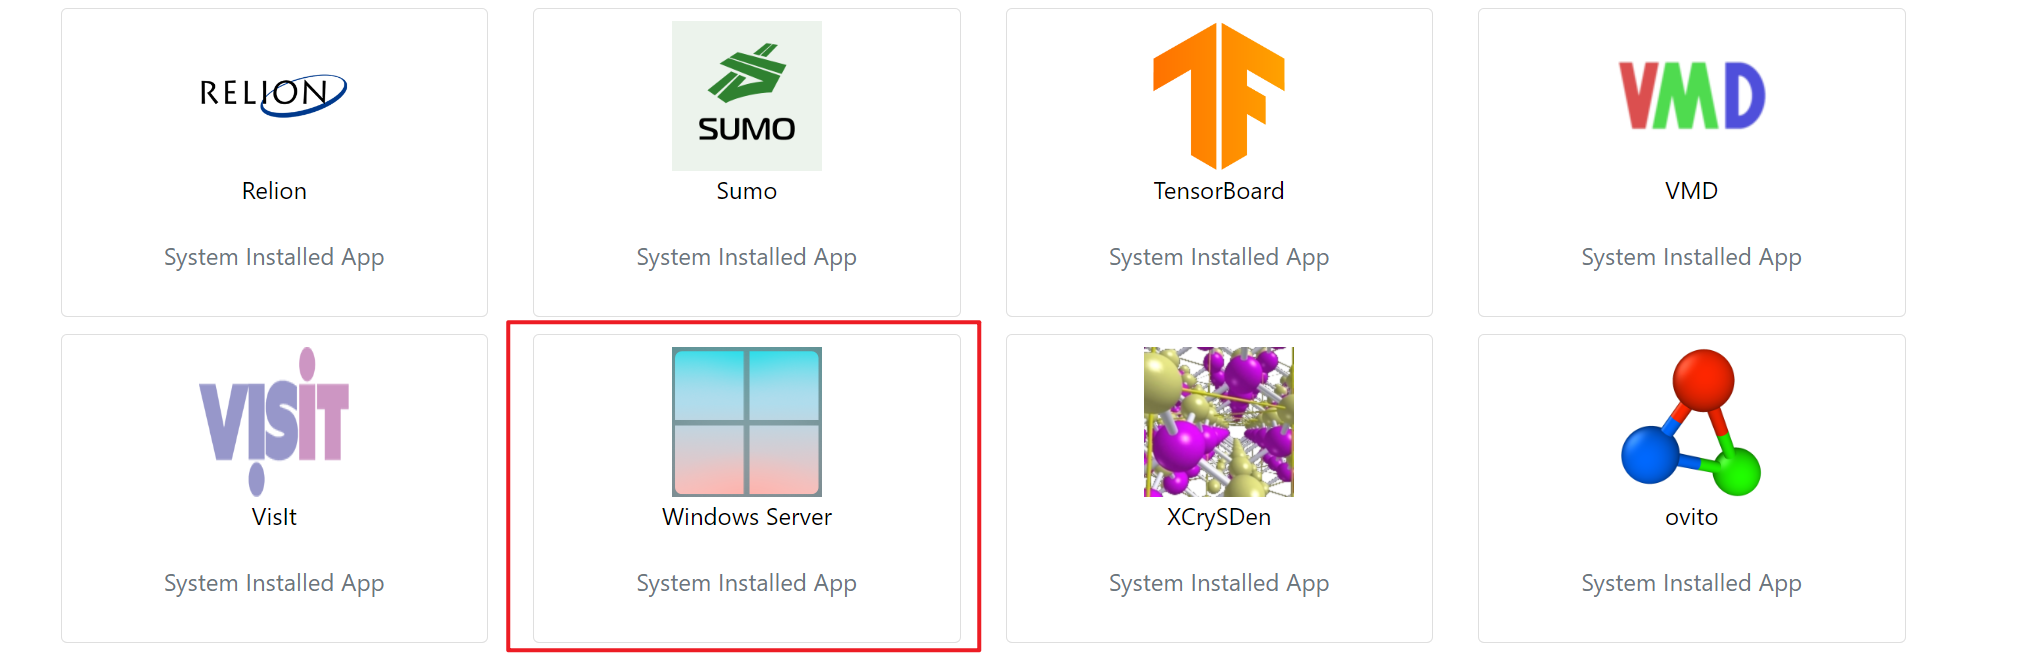 RELION
SUMO
VMD
Relion
Sumo
TensorBoard
VMD
System Installed App
System Installed App
System Installed App
System Installed App
VISIT
VisIt
Windows Server
XCrySDen
ovito
System Installed App
System Installed App
System Installed App
System Installed App